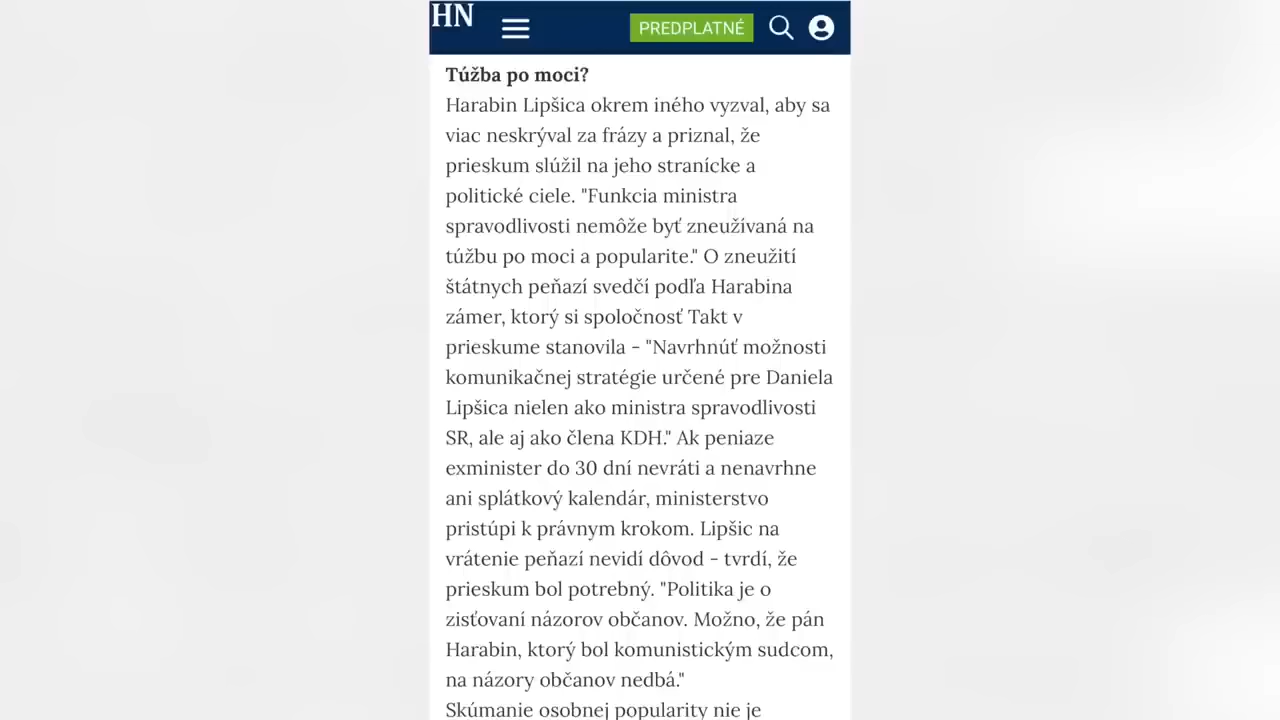 HN
PREDPLATNÉ
Túžba po moci?
Harabin Lipšica okrem iného vyzval, aby sa
viac neskrýval za frázy a priznal, že
prieskum slúžil na jeho stranícke a
politické ciele. "Funkcia ministra
spravodlivosti nemôže byť zneužívaná na
túžbu po moci a popularite." O zneužití
štátnych peňazí svedčí podľa Harabina
zámer, ktorý si spoločnosť Takt v
prieskume stanovila - "Navrhnúť možnosti
komunikačnej stratégie určené pre Daniela
Lipšica nielen ako ministra spravodlivosti
SR, ale aj ako člena KDH." Ak peniaze
exminister do 30 dní nevráti a nenavrhne
ani splátkový kalendár, ministerstvo
pristúpi k právnym krokom. Lipšic na
vrátenie peňazí nevidí dôvod - tvrdí, že
prieskum bol potrebný. "Politika je o
zisťovaní názorov občanov. Možno, že pán
Harabin, ktorý bol komunistickým sudcom,
na názory občanov nedbá."
Skúmanie osobnej popularity nie je